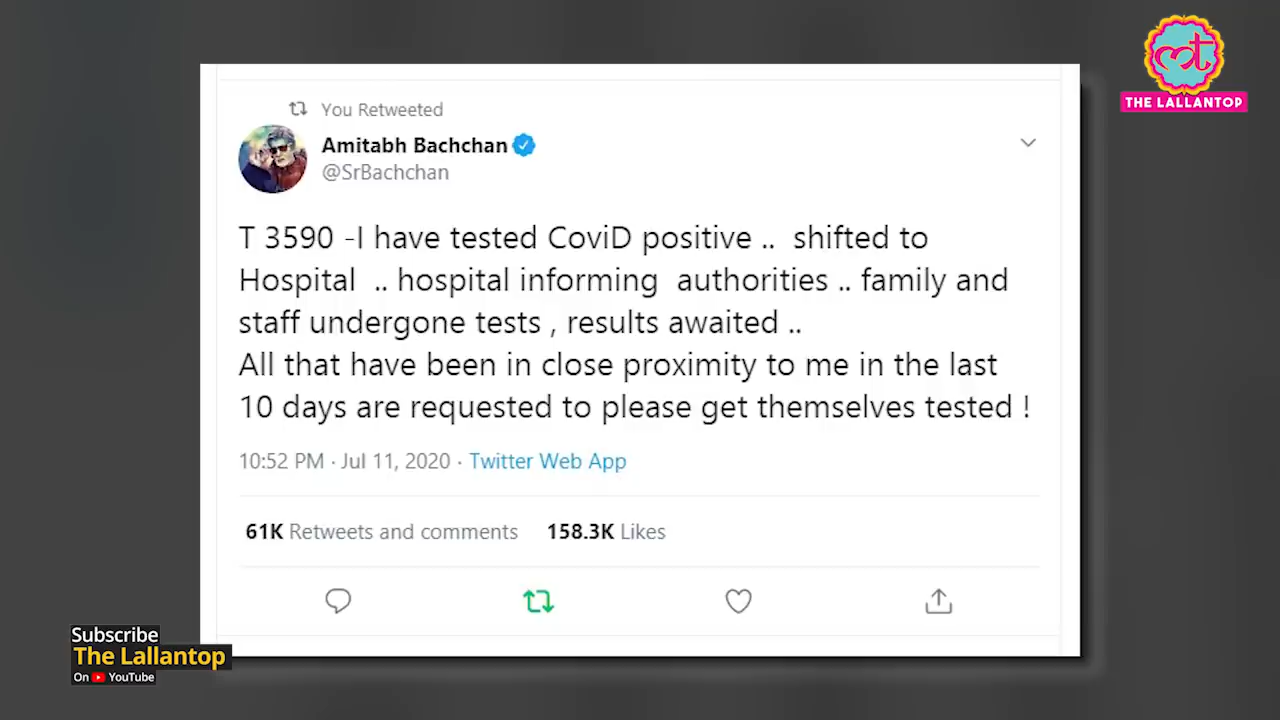 THE LALLANTOP
You Retweeted
Amitabh Bachchan
@SrBachchan
T 3590 -I have tested CoviD positive ..  shifted to
Hospital  .. hospital informing  authorities .. family and
staff undergone tests , results awaited ..
All that have been in close proximity to me in the last
10 days are requested to please get themselves tested !
10:52 PM · Jul 11, 2020 · Twitter Web App
61K Retweets and comments 158.3K Likes
Subscribe
The Lallantop
On YouTube